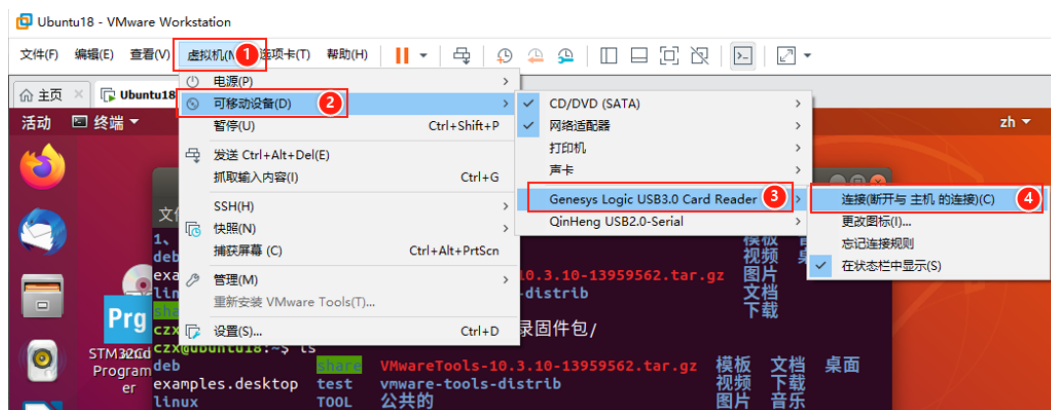 Ubuntu18 - VMware Workstation
文件(F) 编辑(E) 查看(V) 虚拟机(M 1 选项卡(T) 帮助(H)
主页 Ubuntu18
电源(P)
可移动设备(D) 2
暂停(U) Ctrl+Shift+P
发送 Ctrl+Alt+Del(E)
抓取输入内容(I) Ctrl+G
SSH(H)
快照(N)
捕获屏幕 (C) Ctrl+Alt+PrtScn
管理(M)
重新安装 VMware Tools(T)...
设置(S)... Ctrl+D
CD/DVD (SATA)
网络适配器
打印机
声卡
Genesys Logic USB3.0 Card Reader 3
QinHeng USB2.0-Serial
连接(断开与 主机 的连接)(C) 4
更改图标(I)...
忘记连接规则
在状态栏中显示(S)
活动 终端 zh
1、 模板
deb 视频
exa 10.3.10-13959562.tar.gz 图片
lin -distrib 文档
sha 下载
czx 录固件包/
czx@ubuntu18:~$ ls
deb share VMwareTools-10.3.10-13959562.tar.gz 模板 文档 桌面
examples.desktop test vmware-tools-distrib 视频 下载
linux TOOL 公共的 图片 音乐
Prg
Program
er